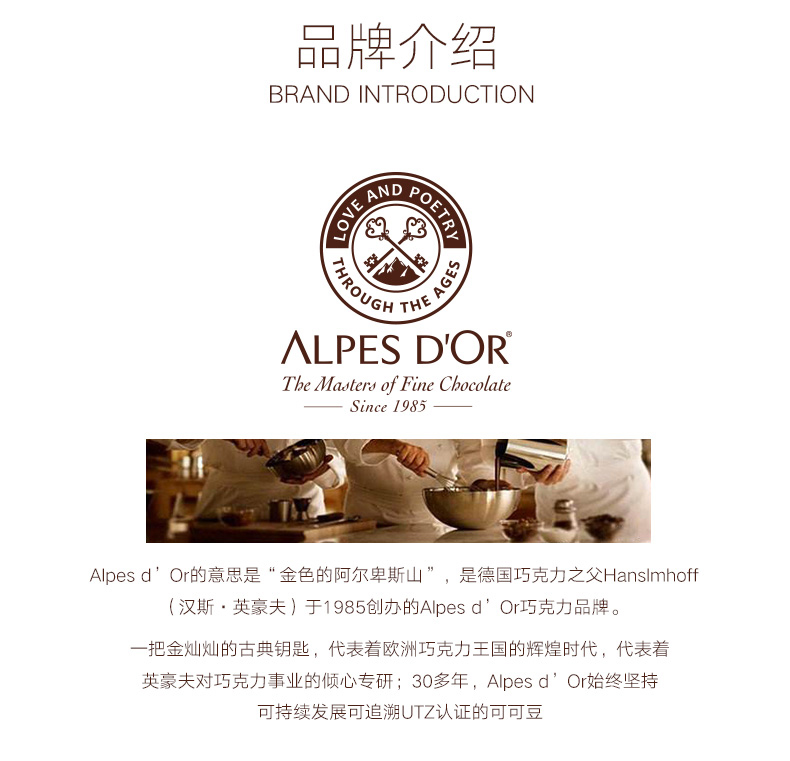 品牌介绍
BRAND INTRODUCTION
LOVE AND POETRY
THROUGH THE AGES
ALPES D'OR®
The Masters of Fine Chocolate
Since 1985
Alpes d’Or的意思是“金色的阿尔卑斯山”，是德国巧克力之父HansImhoff
（汉斯·英豪夫）于1985创办的Alpes d’Or巧克力品牌。
一把金灿灿的古典钥匙，代表着欧洲巧克力王国的辉煌时代，代表着
英豪夫对巧克力事业的倾心专研；30多年，Alpes d’Or始终坚持
可持续发展可追溯UTZ认证的可可豆